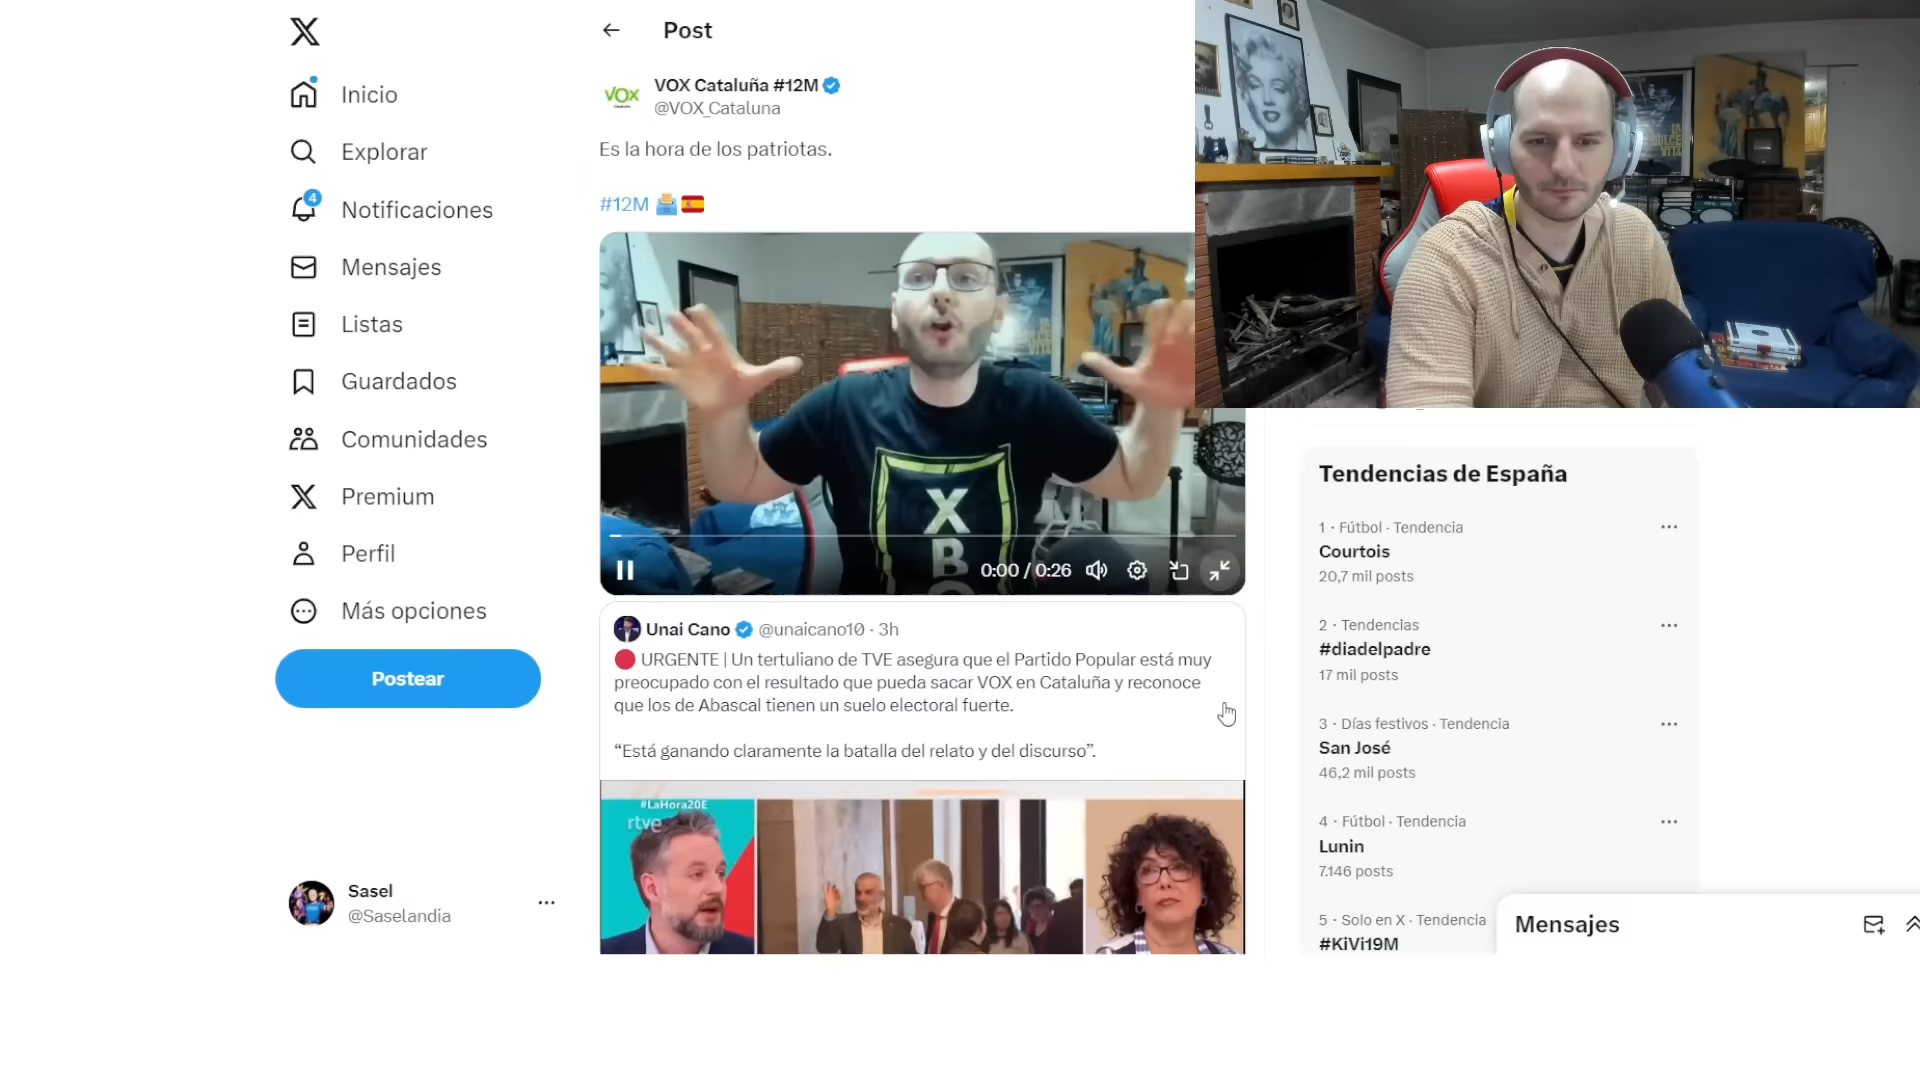 Inicio
Explorar
4
Notificaciones
Mensajes
Listas
Guardados
Comunidades
Premium
Perfil
Más opciones
Postear
Sasel
@Saselandia
Post
VOX
VOX Cataluña #12M
@VOX_Cataluna
Es la hora de los patriotas.
#12M
X
B
0:00 / 0:26
Unai Cano @unaicano10 · 3h
URGENTE | Un tertuliano de TVE asegura que el Partido Popular está muy
preocupado con el resultado que pueda sacar VOX en Cataluña y reconoce
que los de Abascal tienen un suelo electoral fuerte.
“Está ganando claramente la batalla del relato y del discurso”.
#LaHora20E
rtve
LA
DOLCE
VITA
Tendencias de España
1 · Fútbol · Tendencia
Courtois
20,7 mil posts
2 · Tendencias
#diadelpadre
17 mil posts
3 · Días festivos · Tendencia
San José
46,2 mil posts
4 · Fútbol · Tendencia
Lunin
7.146 posts
5 · Solo en X · Tendencia
#KiVi19M
Mensajes